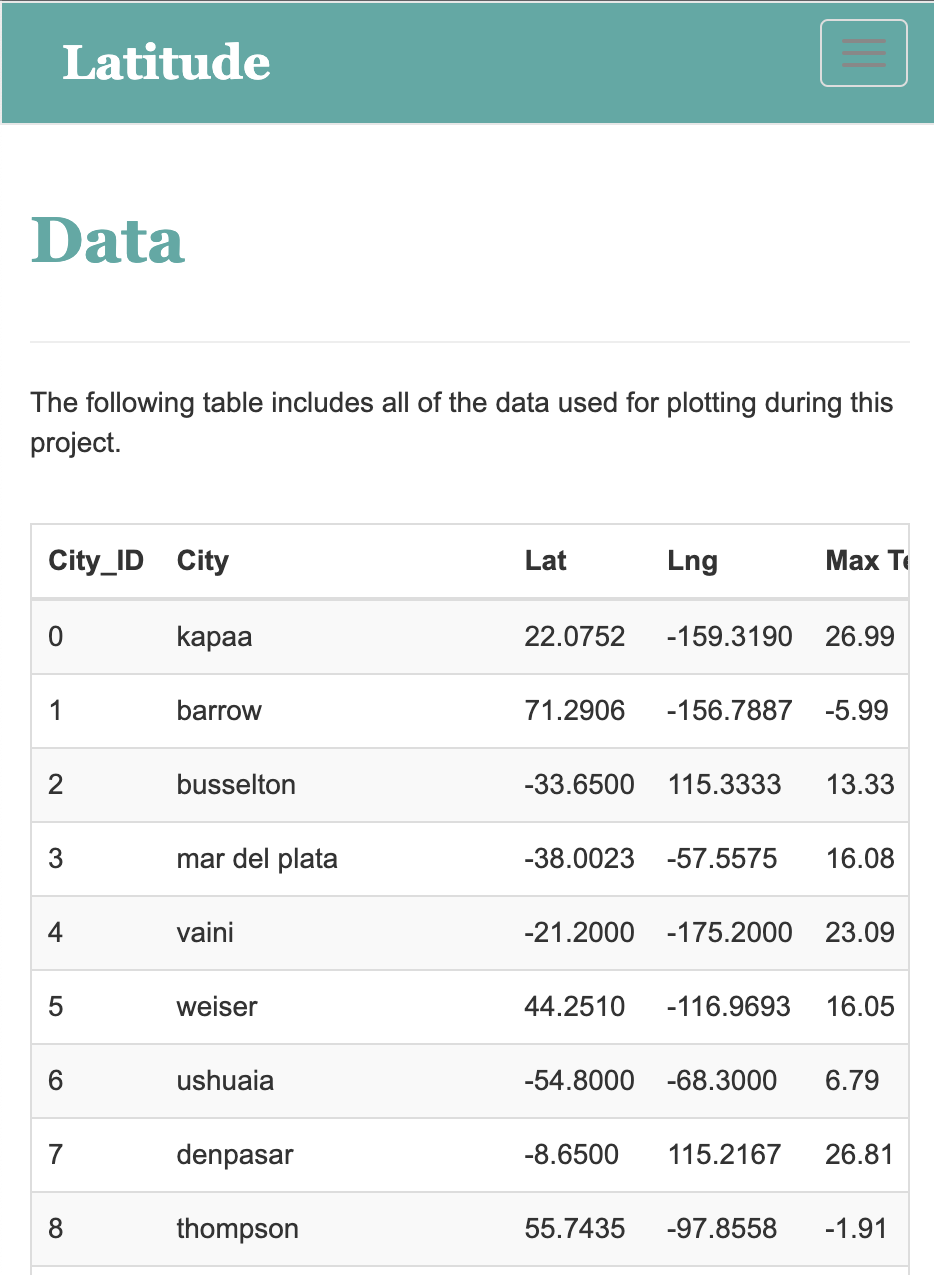 Latitude
Data
The following table includes all of the data used for plotting during this
project.
City_ID City Lat Lng Max
0 kapaa 22.0752 -159.3190 26.99
1 barrow 71.2906 -156.7887 -5.99
2 busselton -33.6500 115.3333 13.33
3 mar del plata -38.0023 -57.5575 16.08
4 vaini -21.2000 -175.2000 23.09
5 weiser 44.2510 -116.9693 16.05
6 ushuaia -54.8000 -68.3000 6.79
7 denpasar -8.6500 115.2167 26.81
8 thompson 55.7435 -97.8558 -1.91